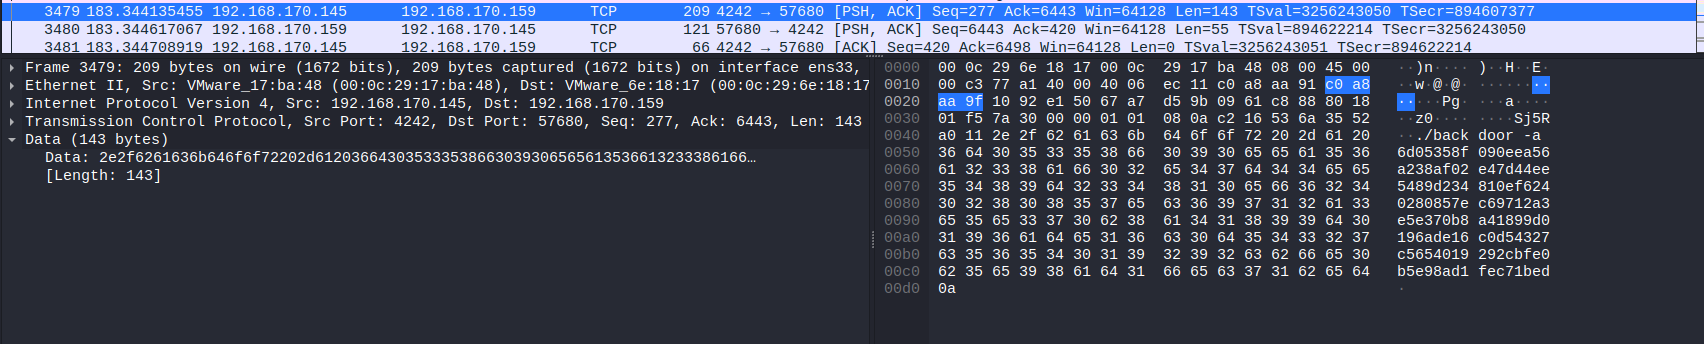 3479 183.344135455 192.168.170.145 192.168.170.159 TCP 209 4242 → 57680 [PSH, ACK] Seq=277 Ack=6443 Win=64128 Len=143 TSval=3256243050 TSecr=894607377
3480 183.344617067 192.168.170.159 192.168.170.145 TCP 121 57680 → 4242 [PSH, ACK] Seq=6443 Ack=420 Win=64128 Len=55 TSval=894622214 TSecr=3256243050
3481 183.344708919 192.168.170.145 192.168.170.159 TCP 66 4242 → 57680 [ACK] Seq=420 Ack=6498 Win=64128 Len=0 TSval=3256243051 TSecr=894622214
Frame 3479: 209 bytes on wire (1672 bits), 209 bytes captured (1672 bits) on interface ens33,
Ethernet II, Src: VMware_17:ba:48 (00:0c:29:17:ba:48), Dst: VMware_6e:18:17 (00:0c:29:6e:18:17
Internet Protocol Version 4, Src: 192.168.170.145, Dst: 192.168.170.159
Transmission Control Protocol, Src Port: 4242, Dst Port: 57680, Seq: 277, Ack: 6443, Len: 143
Data (143 bytes)
Data: 2e2f6261636b646f6f72202d6120366430353335386630393065656135366132333861 66…
[Length: 143]
0000 00 0c 29 6e 18 17 00 0c 29 17 ba 48 08 00 45 00 ··)n···· )··H··E·
0010 00 c3 77 a1 40 00 40 06 ec 11 c0 a8 aa 91 c0 a8 ··w·@·@· ········
0020 aa 9f 10 92 e1 50 67 a7 d5 9b 09 61 c8 88 80 18 ·····Pg· ···a····
0030 01 f5 7a 30 00 00 01 01 08 0a c2 16 53 6a 35 52 ··z0···· ····Sj5R
0040 a0 11 2e 2f 62 61 63 6b 64 6f 6f 72 20 2d 61 20 ··./back door -a
0050 36 64 30 35 33 35 38 66 30 39 30 65 65 61 35 36 6d05358f 090eea56
0060 61 32 33 38 61 66 30 32 65 34 37 64 34 34 65 65 a238af02 e47d44ee
0070 35 34 38 39 64 32 33 34 38 31 30 65 66 36 32 34 5489d234 810ef624
0080 30 32 38 30 38 35 37 65 63 36 39 37 31 32 61 33 0280857e c69712a3
0090 65 35 65 33 37 30 62 38 61 34 31 38 39 39 64 30 e5e370b8 a41899d0
00a0 31 39 36 61 64 65 31 36 63 30 64 35 34 33 32 37 196ade16 c0d54327
00b0 63 35 36 35 34 30 31 39 32 39 32 63 62 66 65 30 c5654019 292cbfe0
00c0 62 35 65 39 38 61 64 31 66 65 63 37 31 62 65 64 b5e98ad1 fec71bed
00d0 0a ·